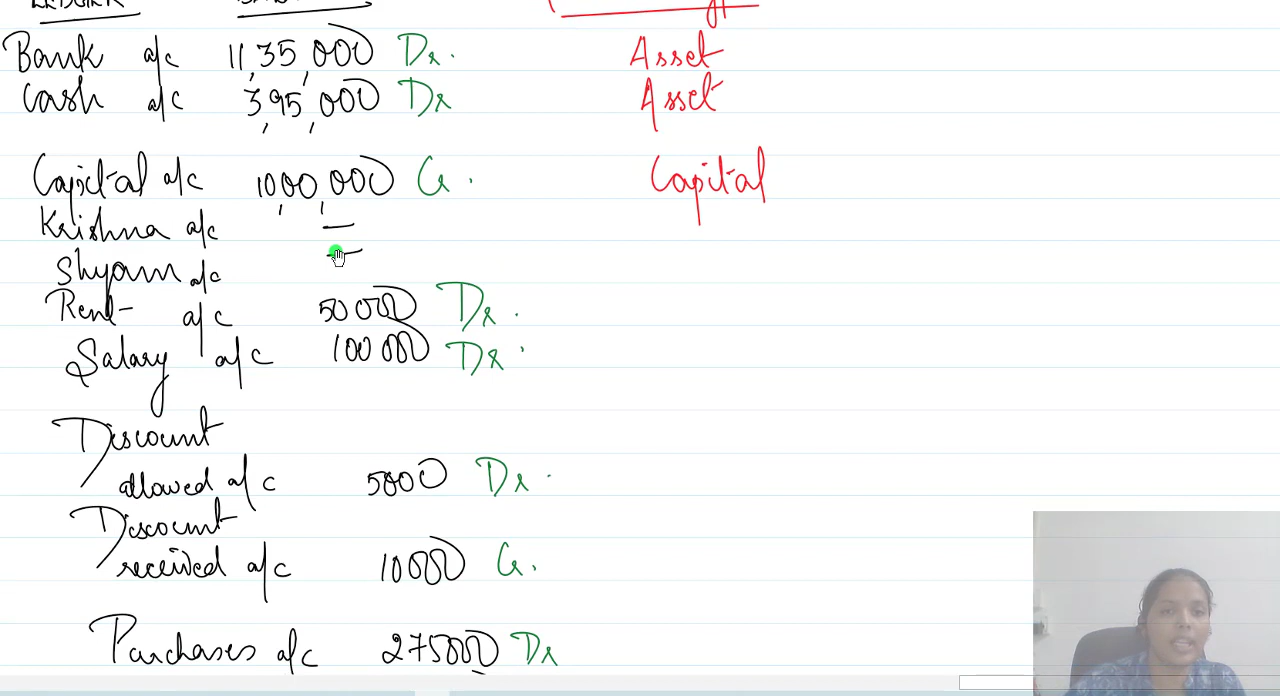 LEDGER
Bank a/c 11,35,000 Dr. Asset
Cash a/c 3,95,000 Dr Asset
Capital a/c 10,00,000 Cr. Capital
Krishna a/c —
Shyam a/c —
Rent a/c 50000 Dr.
Salary a/c 100000 Dr.
Discount
allowed a/c 5000 Dr.
Discount
received a/c 10000 Cr.
Purchases a/c 275000 Dr